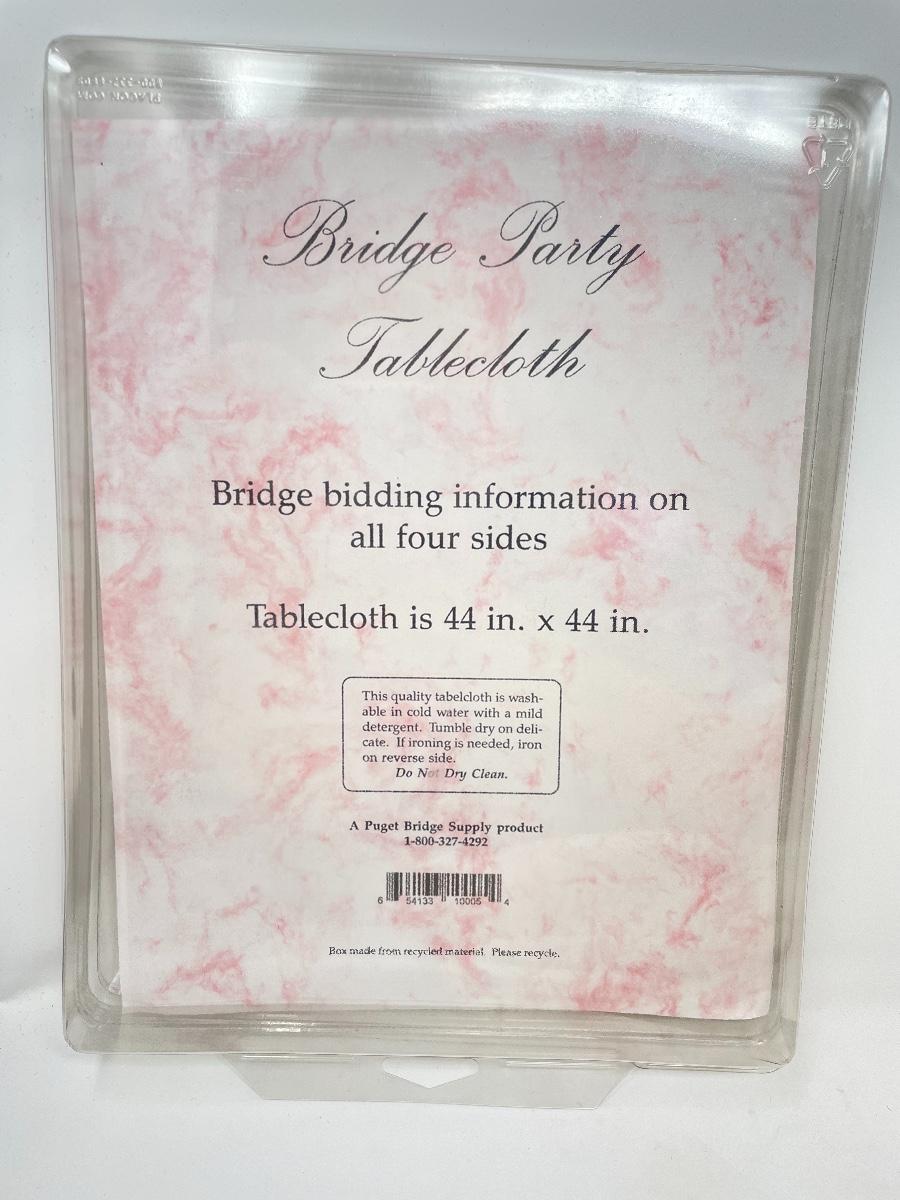 Bridge Party
Tablecloth
Bridge bidding information on
all four sides
Tablecloth is 44 in. x 44 in.
This quality tabelcloth is wash-
able in cold water with a mild
detergent. Tumble dry on deli-
cate. If ironing is needed, iron
on reverse side.
Do Not Dry Clean.
A Puget Bridge Supply product
1-800-327-4292
6 54133 10005 4
Box made from recycled material. Please recycle.